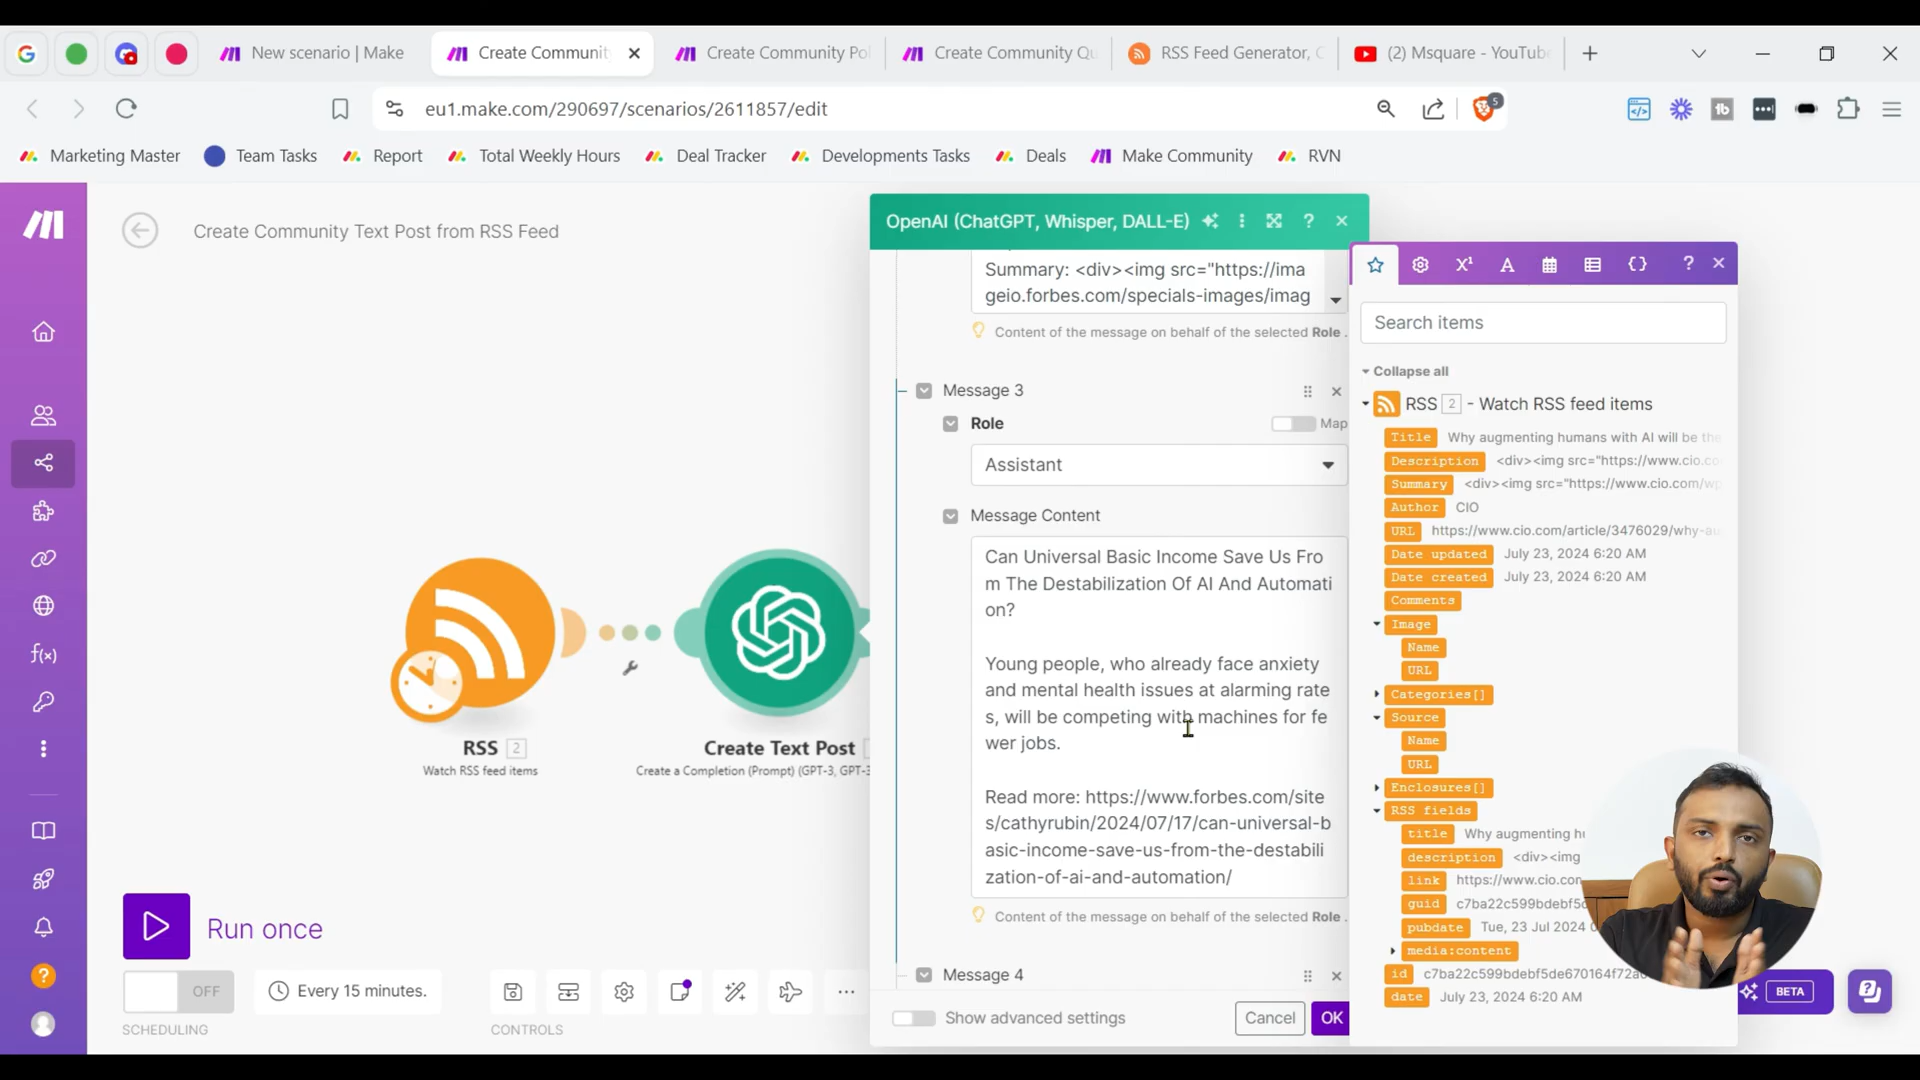 New scenario | Make
Create Communit
Create Community Pol
Create Community Qu
RSS Feed Generator, C
(2) Msquare - YouTube
eu1.make.com/290697/scenarios/2611857/edit
5
Marketing Master
Team Tasks
Report
Total Weekly Hours
Deal Tracker
Developments Tasks
Deals
Make Community
RVN
Create Community Text Post from RSS Feed
RSS 2
Watch RSS feed items
Create Text Post
Create a Completion (Prompt) (GPT-3, GPT-3
Run once
OFF
Every 15 minutes.
SCHEDULING
CONTROLS
OpenAI (ChatGPT, Whisper, DALL-E)
Summary: <div><img src="https://ima
geio.forbes.com/specials-images/imag
Content of the message on behalf of the selected Role .
Message 3
Role
Map
Assistant
Message Content
Can Universal Basic Income Save Us Fro
m The Destabilization Of AI And Automati
on?
Young people, who already face anxiety
and mental health issues at alarming rate
s, will be competing with machines for fe
wer jobs.
Read more: https://www.forbes.com/site
s/cathyrubin/2024/07/17/can-universal-b
asic-income-save-us-from-the-destabili
zation-of-ai-and-automation/
Content of the message on behalf of the selected Role .
Message 4
Show advanced settings
Cancel
OK
Search items
Collapse all
RSS 2 - Watch RSS feed items
Title Why augmenting humans with AI will be the
Description <div><img src="https://www.cio.co
Summary <div><img src="https://www.cio.com/wp
Author CIO
URL https://www.cio.com/article/3476029/why-au
Date updated July 23, 2024 6:20 AM
Date created July 23, 2024 6:20 AM
Comments
Image
Name
URL
Categories[]
Source
Name
URL
Enclosures[]
RSS fields
title Why augmenting h
description <div><img
link https://www.cio.con
guid c7ba22c599bdebf5d
pubdate Tue, 23 Jul 2024 0
media:content
id c7ba22c599bdebf5de670164f72a
date July 23, 2024 6:20 AM
BETA